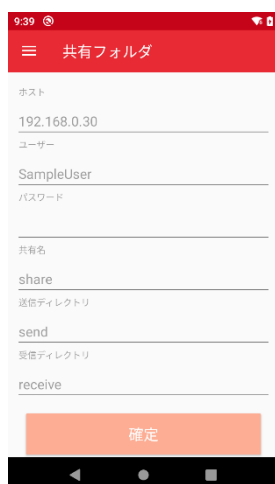 9:39
共有フォルダ
ホスト
192.168.0.30
ユーザー
SampleUser
パスワード
共有名
share
送信ディレクトリ
send
受信ディレクトリ
receive
確定